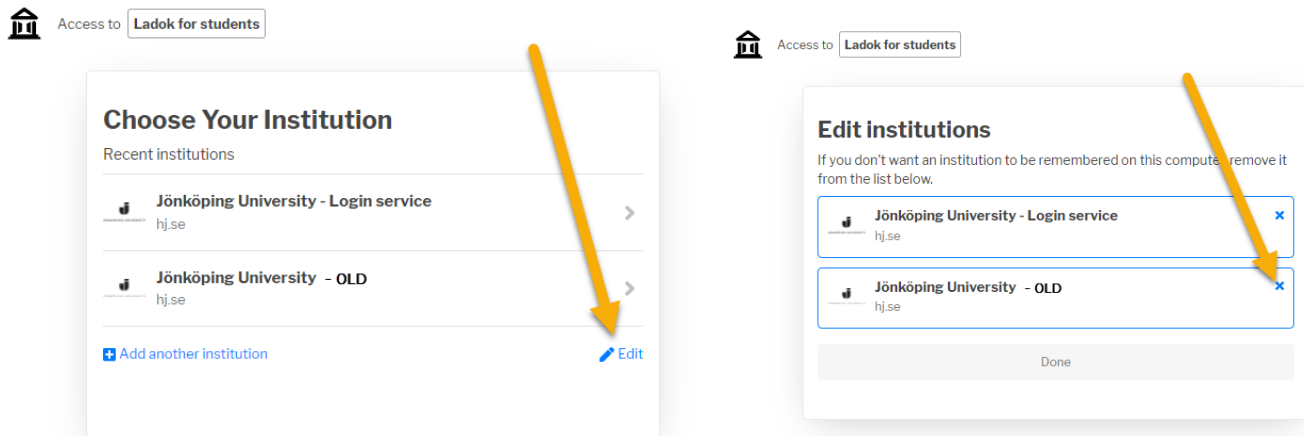 Access to Ladok for students
Choose Your Institution
Recent institutions
Jönköping University - Login service
hj.se
Jönköping University - OLD
hj.se
Add another institution
Edit
Access to Ladok for students
Edit institutions
If you don't want an institution to be remembered on this computer remove it
from the list below.
Jönköping University - Login service
hj.se
Jönköping University - OLD
hj.se
Done